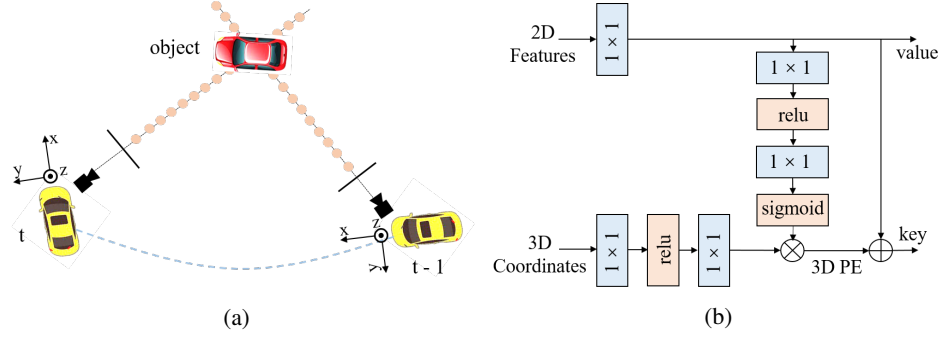 object
x
y
z
t
x
z
y
t - 1
(a)
2D
Features
1 × 1
value
1 × 1
relu
1 × 1
sigmoid
3D
Coordinates
1 × 1
relu
1 × 1
3D PE
key
(b)